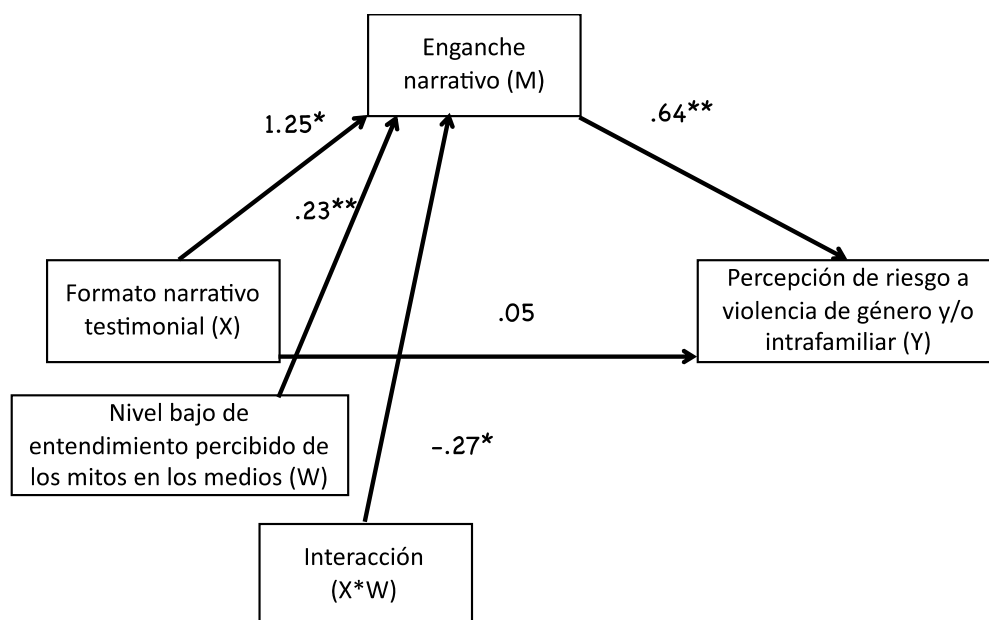 Enganche
narrativo (M)
1.25*
.64**
.23**
Formato narrativo
testimonial (X)
.05
Percepción de riesgo a
violencia de género y/o
intrafamiliar (Y)
Nivel bajo de
entendimiento percibido de
los mitos en los medios (W)
-.27*
Interacción
(X*W)